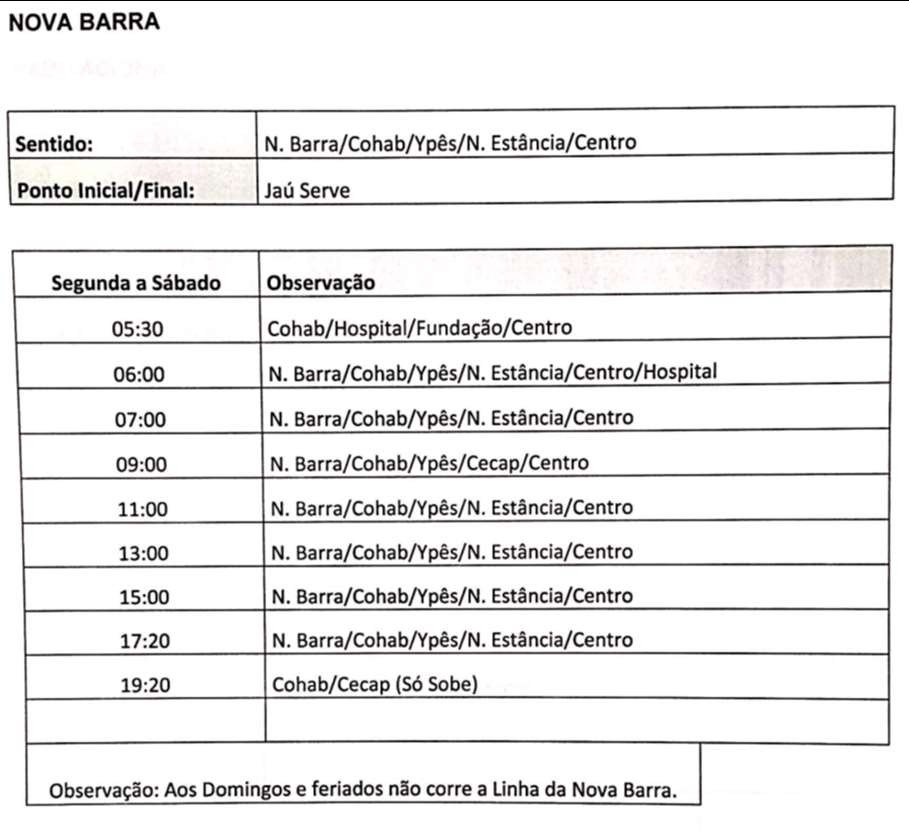 NOVA BARRA
Sentido: N. Barra/Cohab/Ypês/N. Estância/Centro
Ponto Inicial/Final: Jaú Serve
Segunda a Sábado Observação
05:30 Cohab/Hospital/Fundação/Centro
06:00 N. Barra/Cohab/Ypês/N. Estância/Centro/Hospital
07:00 N. Barra/Cohab/Ypês/N. Estância/Centro
09:00 N. Barra/Cohab/Ypês/Cecap/Centro
11:00 N. Barra/Cohab/Ypês/N. Estância/Centro
13:00 N. Barra/Cohab/Ypês/N. Estância/Centro
15:00 N. Barra/Cohab/Ypês/N. Estância/Centro
17:20 N. Barra/Cohab/Ypês/N. Estância/Centro
19:20 Cohab/Cecap (Só Sobe)
Observação: Aos Domingos e feriados não corre a Linha da Nova Barra.